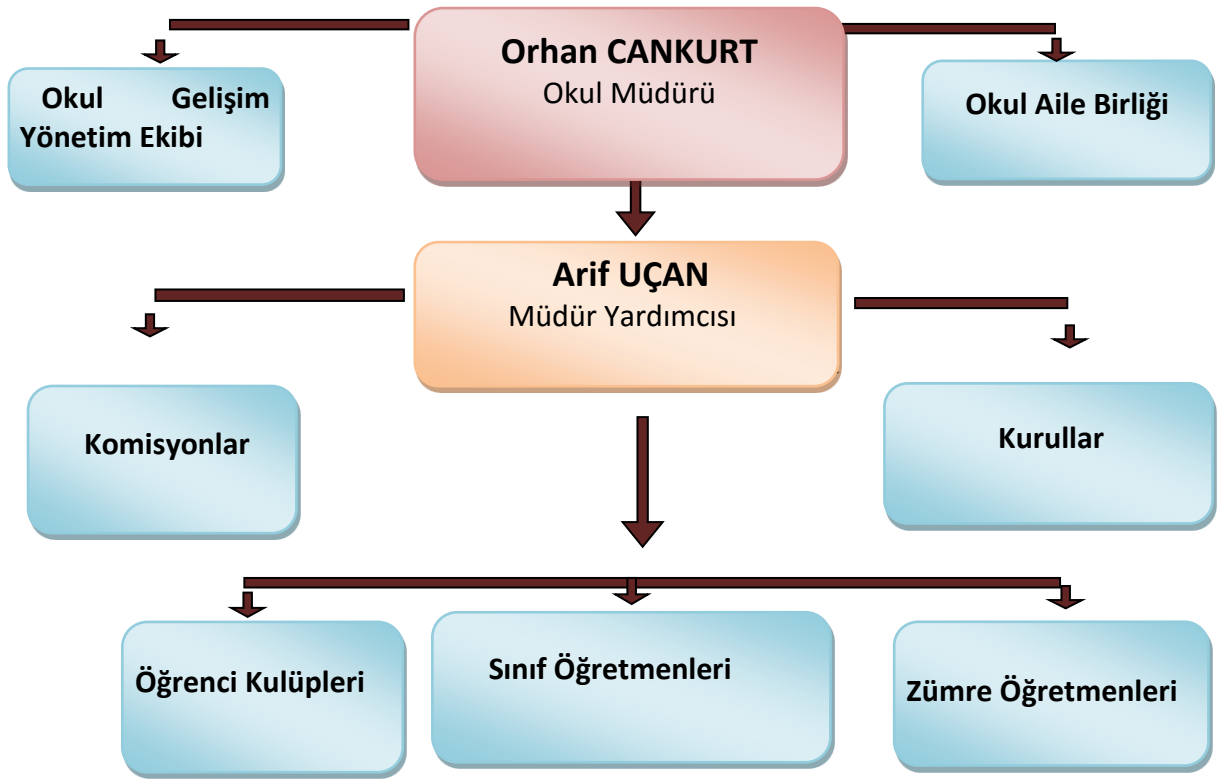 Orhan CANKURT
Okul Müdürü
Okul Gelişim
Yönetim Ekibi
Okul Aile Birliği
Arif UÇAN
Müdür Yardımcısı
Komisyonlar
Kurullar
Öğrenci Kulüpleri
Sınıf Öğretmenleri
Zümre Öğretmenleri